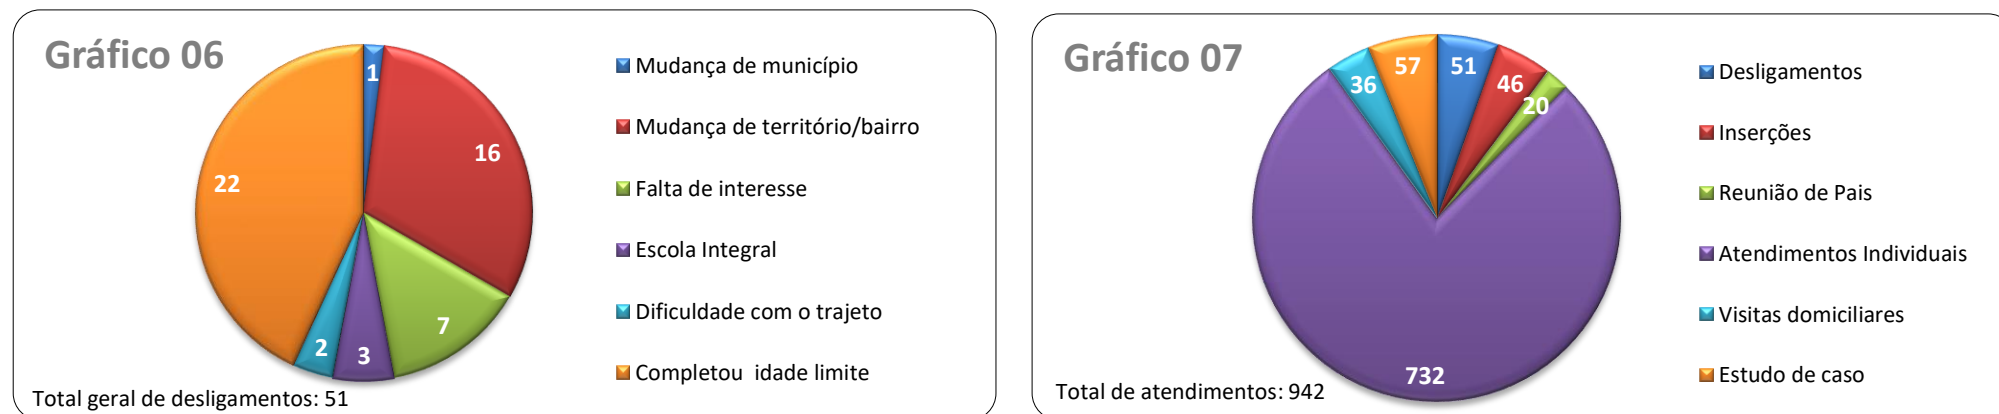 Gráfico 06
1
16
22
7
2
3
Mudança de município
Mudança de território/bairro
Falta de interesse
Escola Integral
Dificuldade com o trajeto
Completou  idade limite
Total geral de desligamentos: 51
Gráfico 07
36
57
51
46
20
732
Desligamentos
Inserções
Reunião de Pais
Atendimentos Individuais
Visitas domiciliares
Estudo de caso
Total de atendimentos: 942